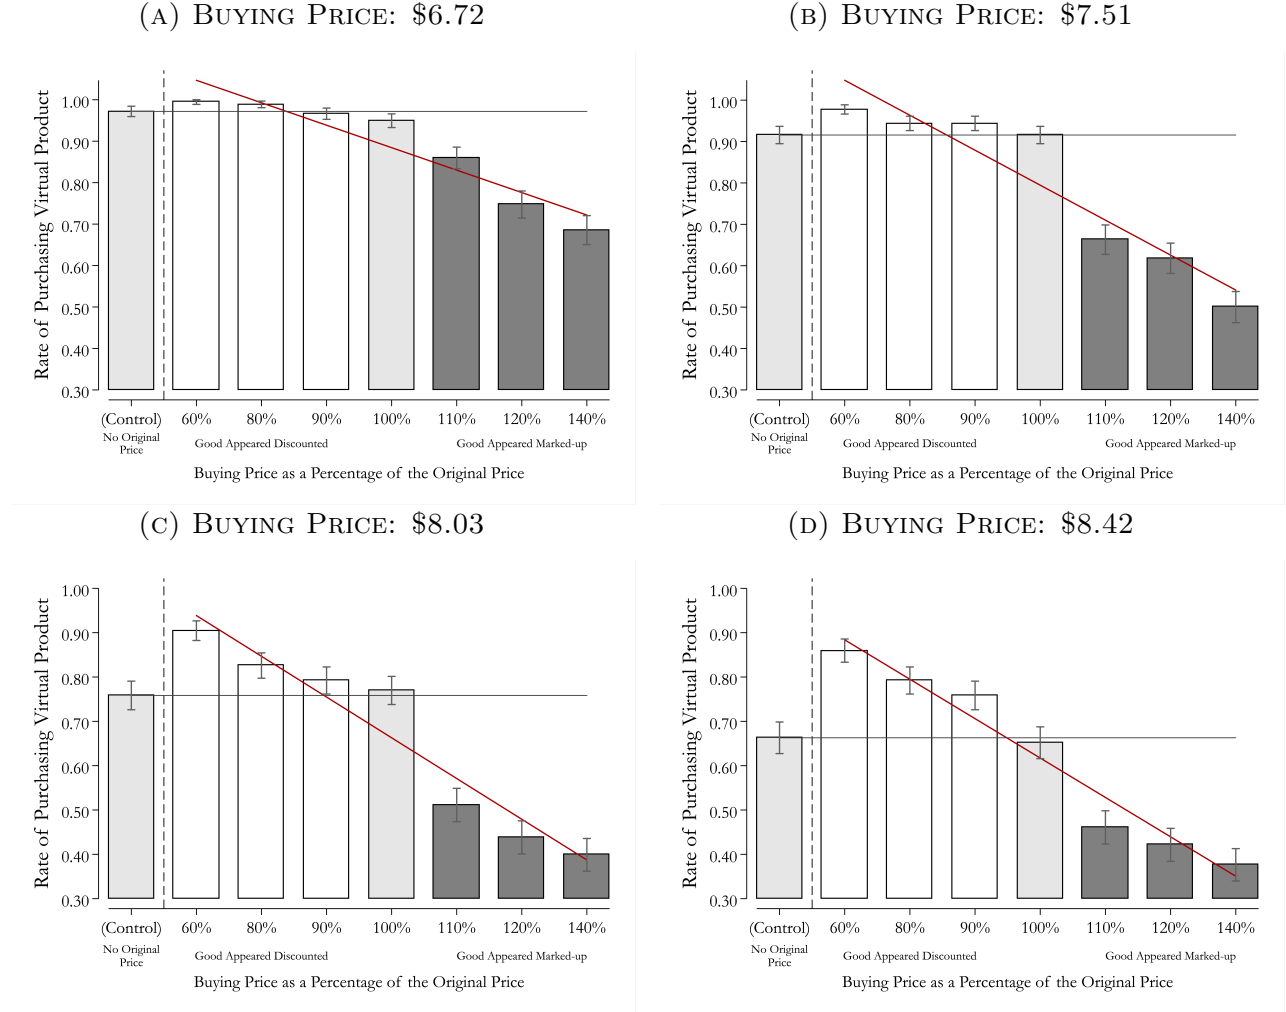 (A) BUYING PRICE: $6.72
Rate of Purchasing Virtual Product
1.00
0.90
0.80
0.70
0.60
0.50
0.40
0.30
(Control) 60% 80% 90% 100% 110% 120% 140%
No Original Good Appeared Discounted Good Appeared Marked-up
Price
Buying Price as a Percentage of the Original Price
(B) BUYING PRICE: $7.51
Rate of Purchasing Virtual Product
1.00
0.90
0.80
0.70
0.60
0.50
0.40
0.30
(Control) 60% 80% 90% 100% 110% 120% 140%
No Original Good Appeared Discounted Good Appeared Marked-up
Price
Buying Price as a Percentage of the Original Price
(C) BUYING PRICE: $8.03
Rate of Purchasing Virtual Product
1.00
0.90
0.80
0.70
0.60
0.50
0.40
0.30
(Control) 60% 80% 90% 100% 110% 120% 140%
No Original Good Appeared Discounted Good Appeared Marked-up
Price
Buying Price as a Percentage of the Original Price
(D) BUYING PRICE: $8.42
Rate of Purchasing Virtual Product
1.00
0.90
0.80
0.70
0.60
0.50
0.40
0.30
(Control) 60% 80% 90% 100% 110% 120% 140%
No Original Good Appeared Discounted Good Appeared Marked-up
Price
Buying Price as a Percentage of the Original Price